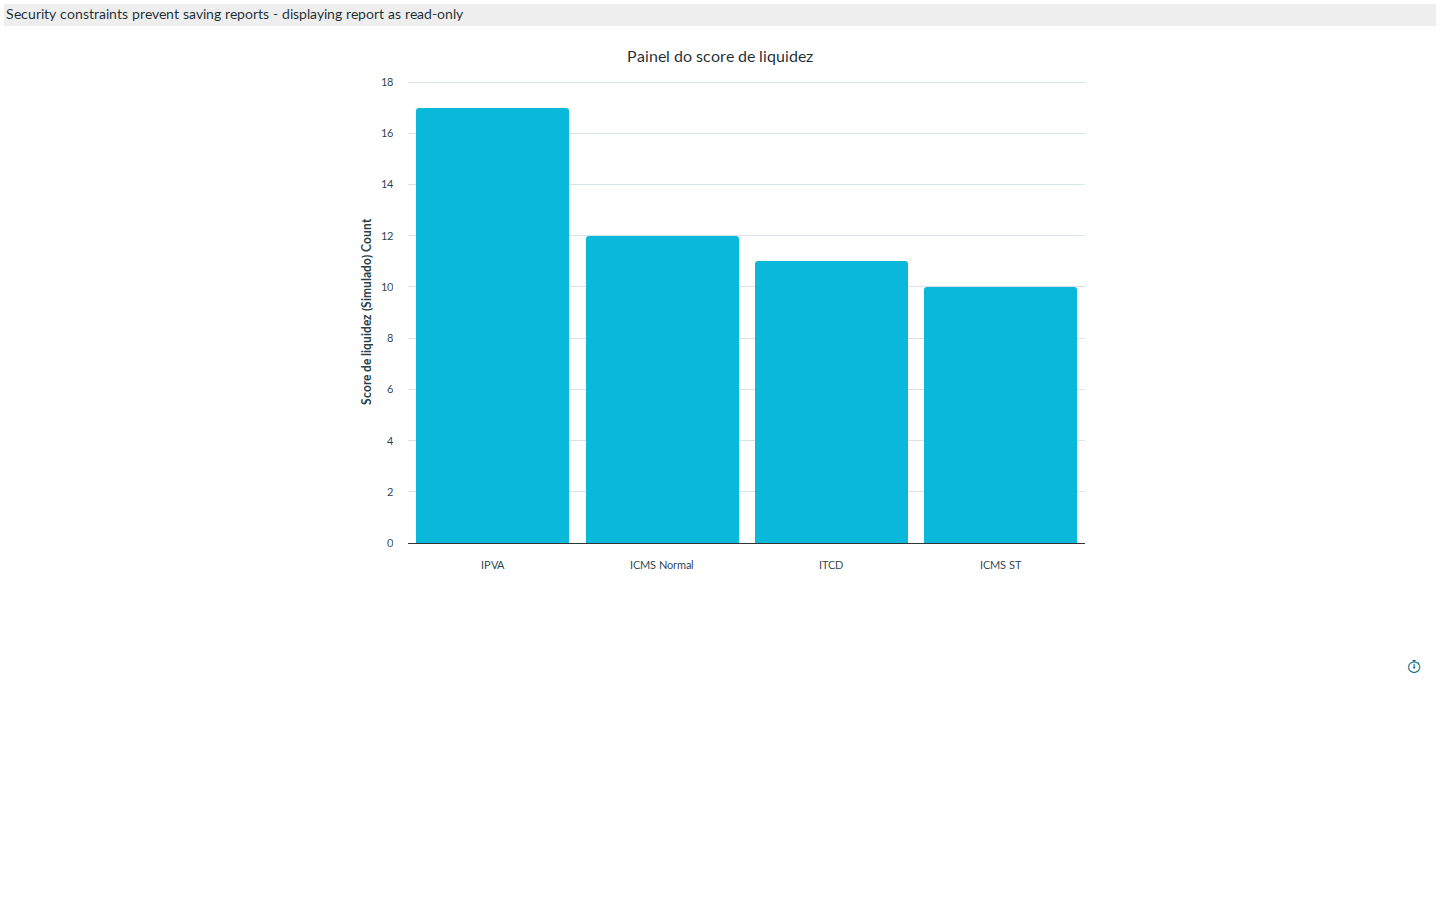 Security constraints prevent saving reports - displaying report as read-only
Painel do score de liquidez
Score de liquidez (Simulado) Count
18
16
14
12
10
8
6
4
2
0
IPVA
ICMS Normal
ITCD
ICMS ST